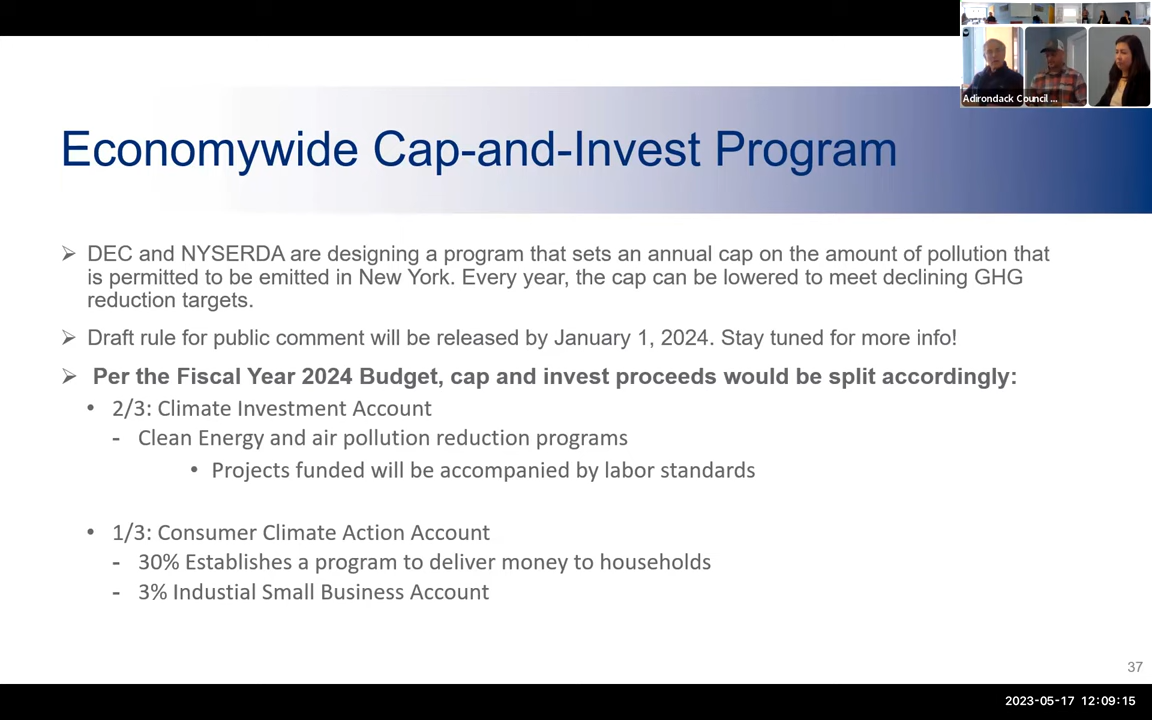 Adirondack Council ...
Economywide Cap-and-Invest Program
➢ DEC and NYSERDA are designing a program that sets an annual cap on the amount of pollution that
is permitted to be emitted in New York. Every year, the cap can be lowered to meet declining GHG
reduction targets.
➢ Draft rule for public comment will be released by January 1, 2024. Stay tuned for more info!
➢ Per the Fiscal Year 2024 Budget, cap and invest proceeds would be split accordingly:
• 2/3: Climate Investment Account
- Clean Energy and air pollution reduction programs
• Projects funded will be accompanied by labor standards
• 1/3: Consumer Climate Action Account
- 30% Establishes a program to deliver money to households
- 3% Industial Small Business Account
37
2023-05-17 12:09:15